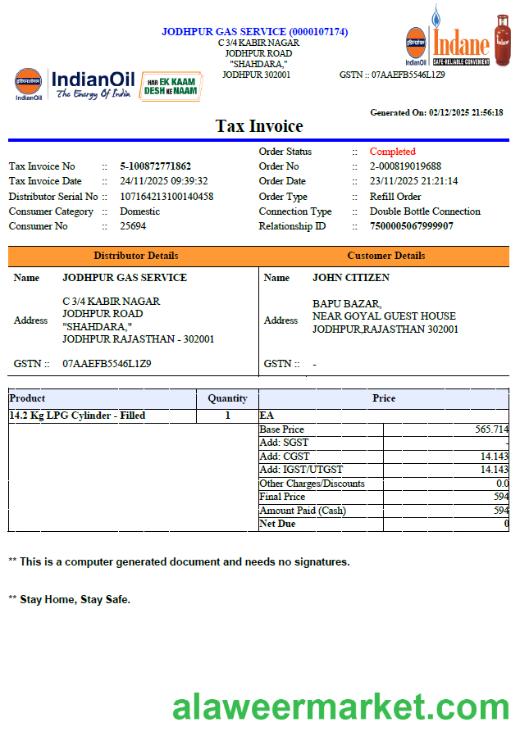 JODHPUR GAS SERVICE (0000107174)
C 3/4 KABIR NAGAR
JODHPUR ROAD
"SHAHDARA,"
JODHPUR 302001
GSTN :: 07AAEFB5546L1Z9
IndianOil
IndianOil
The Energy Of India
HAR EK KAAM
DESH KE NAAM
IndianOil
Indane
SAFE·RELIABLE·CONVENIENT
Generated On: 02/12/2025 21:56:18
Tax Invoice
Order Status :: Completed
Tax Invoice No :: 5-100872771862 Order No :: 2-000819019688
Tax Invoice Date :: 24/11/2025 09:39:32 Order Date :: 23/11/2025 21:21:14
Distributor Serial No :: 107164213100140458 Order Type :: Refill Order
Consumer Category :: Domestic Connection Type :: Double Bottle Connection
Consumer No :: 25694 Relationship ID :: 7500005067999907
Distributor Details Customer Details
Name JODHPUR GAS SERVICE
Address C 3/4 KABIR NAGAR
JODHPUR ROAD
"SHAHDARA,"
JODHPUR RAJASTHAN - 302001
GSTN :: 07AAEFB5546L1Z9
Name JOHN CITIZEN
Address BAPU BAZAR,
NEAR GOYAL GUEST HOUSE
JODHPUR,RAJASTHAN 302001
GSTN :: -
Product Quantity Price
14.2 Kg LPG Cylinder - Filled 1 EA
Base Price 565.714
Add: SGST -
Add: CGST 14.143
Add: IGST/UTGST 14.143
Other Charges/Discounts 0.0
Final Price 594
Amount Paid (Cash) 594
Net Due 0
** This is a computer generated document and needs no signatures.
** Stay Home, Stay Safe.
alaweermarket.com